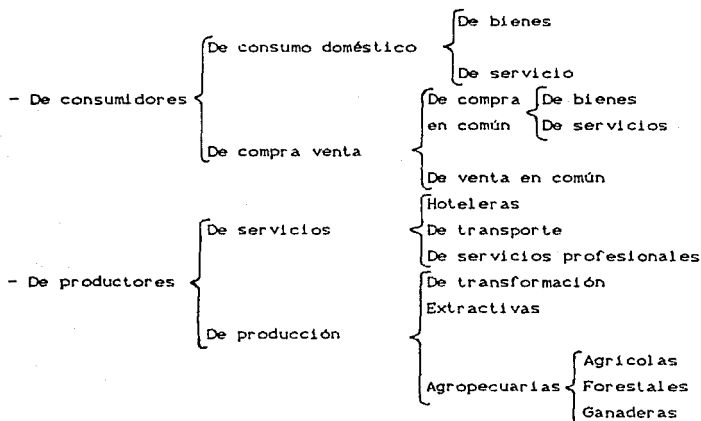 De bienes
De consumo doméstico
De servicio
- De consumidores
De compra De bienes
en común De servicios
De compra venta
De venta en común
Hoteleras
De servicios De transporte
De servicios profesionales
- De productores De transformación
Extractivas
De producción
Agrícolas
Agropecuarias Forestales
Ganaderas